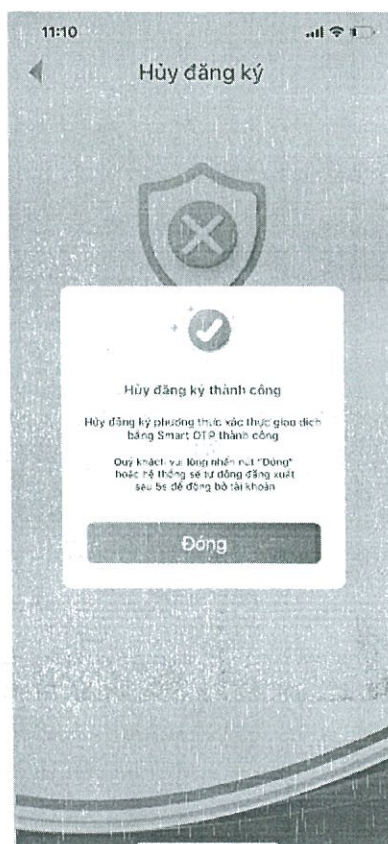 11:10
Hủy đăng ký
Hủy đăng ký thành công
Hủy đăng ký phương thức xác thực giao dịch
bằng Smart OTP thành công
Quý khách vui lòng nhấn nút "Đóng"
hoặc hệ thống sẽ tự động đăng xuất
sau 5s để đồng bộ tài khoản
Đóng